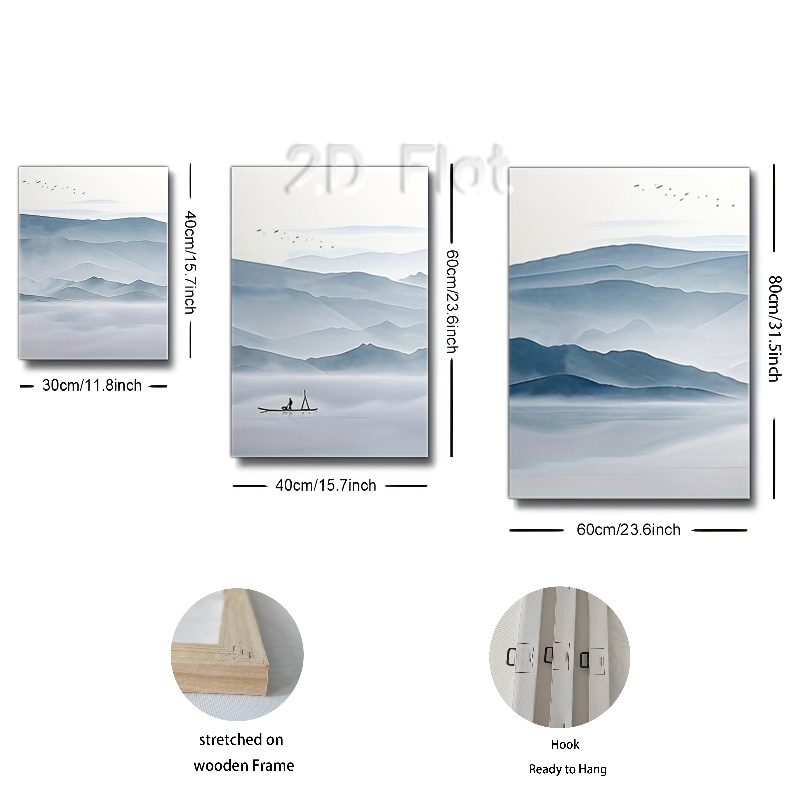 2D Flat
40cm/15.7inch
60cm/23.6inch
80cm/31.5inch
30cm/11.8inch
40cm/15.7inch
60cm/23.6inch
stretched on
wooden Frame
Hook
Ready to Hang